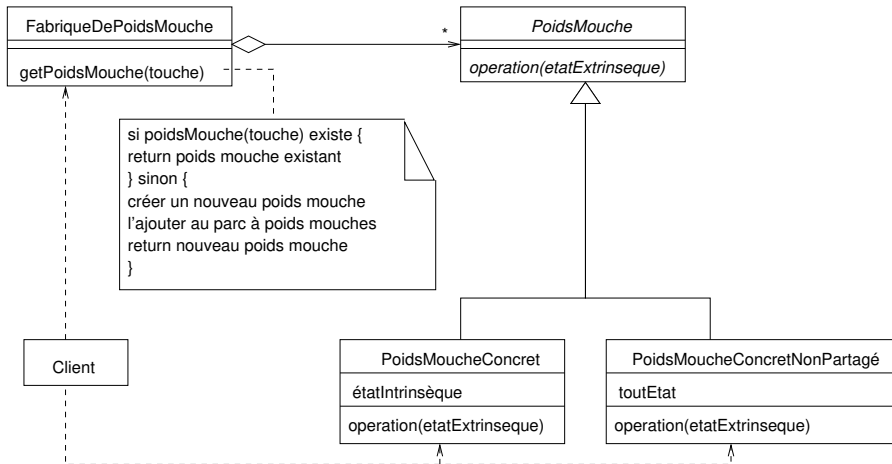 FabriqueDePoidsMouche
getPoidsMouche(touche)
*
PoidsMouche
operation(etatExtrinseque)
si poidsMouche(touche) existe {
return poids mouche existant
} sinon {
créer un nouveau poids mouche
l'ajouter au parc à poids mouches
return nouveau poids mouche
}
Client
PoidsMoucheConcret
étatIntrinsèque
operation(etatExtrinseque)
PoidsMoucheConcretNonPartagé
toutEtat
operation(etatExtrinseque)